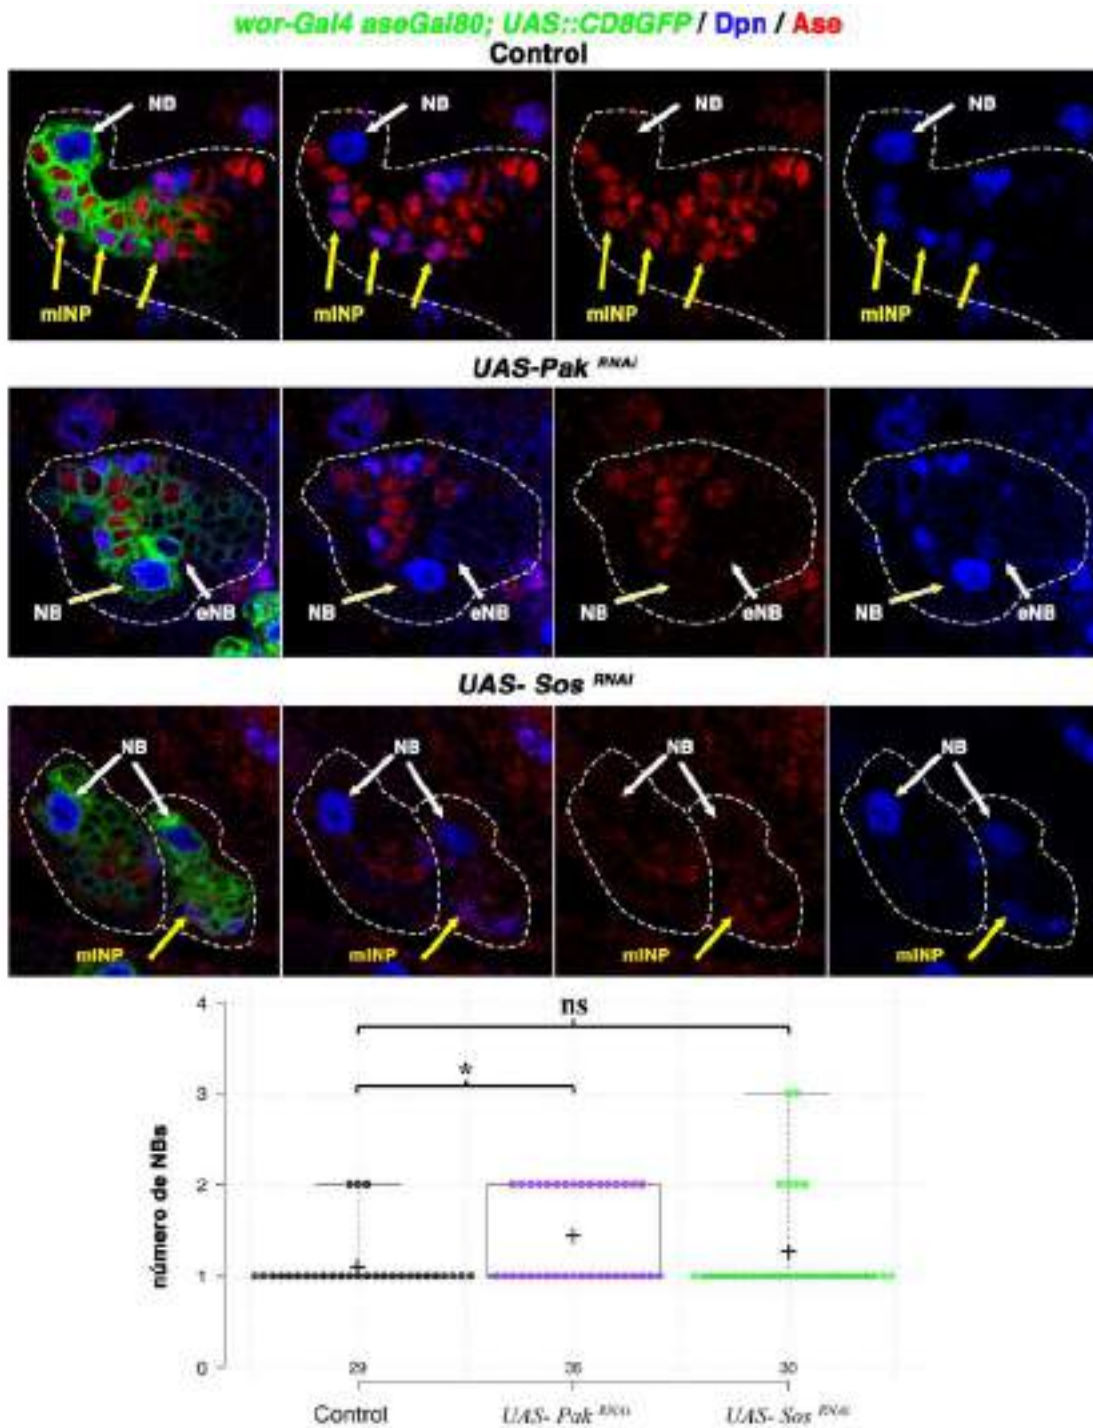 wor-Gal4 aseGal80; UAS::CD8GFP / Dpn / Ase
Control
NB NB NB NB
mINP mINP mINP mINP
UAS-Pak RNAi
NB eNB NB eNB NB eNB NB eNB
UAS- Sos RNAi
NB NB NB NB
mINP mINP mINP mINP
4
ns
*
3
2
1
0
número de NBs
29 36 30
Control UAS- Pak RNAi UAS- Sos RNAi